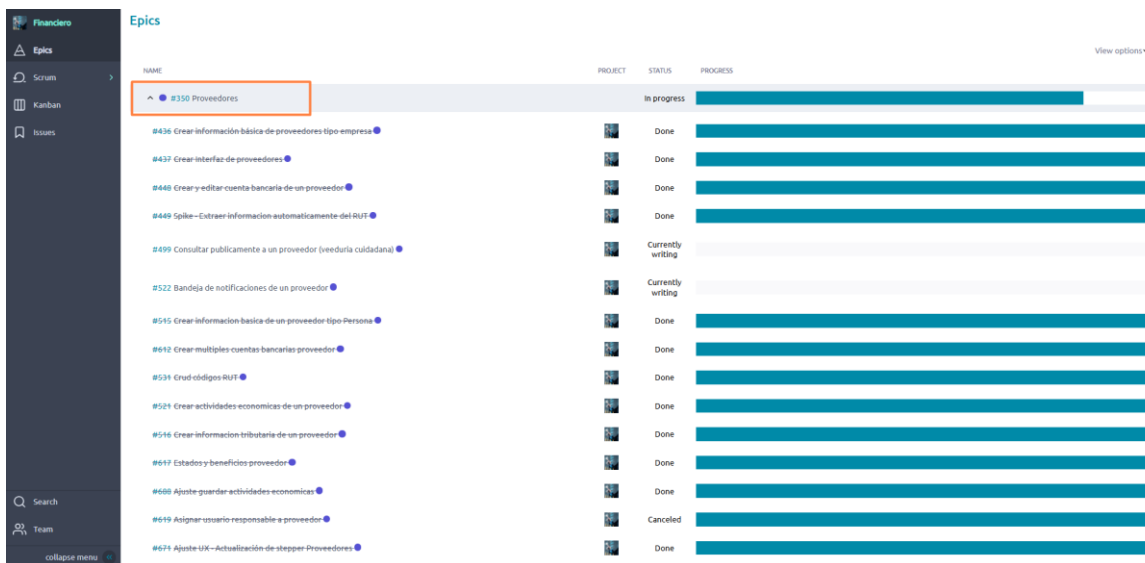 Financiero
Epics
Scrum
Kanban
Issues
Search
Team
collapse menu
Epics
View options
NAME PROJECT STATUS PROGRESS
#350 Proveedores In progress
#436 Crear información básica de proveedores tipo empresa Done
#437 Crear Interfaz de proveedores Done
#448 Crear y editar cuenta bancaria de un proveedor Done
#449 Spike - Extraer informacion automaticamente del RUT Done
#499 Consultar publicamente a un proveedor (veeduria cuidadana) Currently
writing
#522 Bandeja de notificaciones de un proveedor Currently
writing
#515 Crear informacion basica de un proveedor tipo Persona Done
#612 Crear multiples cuentas bancarias proveedor Done
#531 Crud códigos RUT Done
#521 Crear actividades economicas de un proveedor Done
#516 Crear informacion tributaria de un proveedor Done
#617 Estados y beneficios proveedor Done
#608 Ajuste guardar actividades economicas Done
#619 Asignar usuario responsable a proveedor Canceled
#671 Ajuste UX - Actualización de stepper Proveedores Done